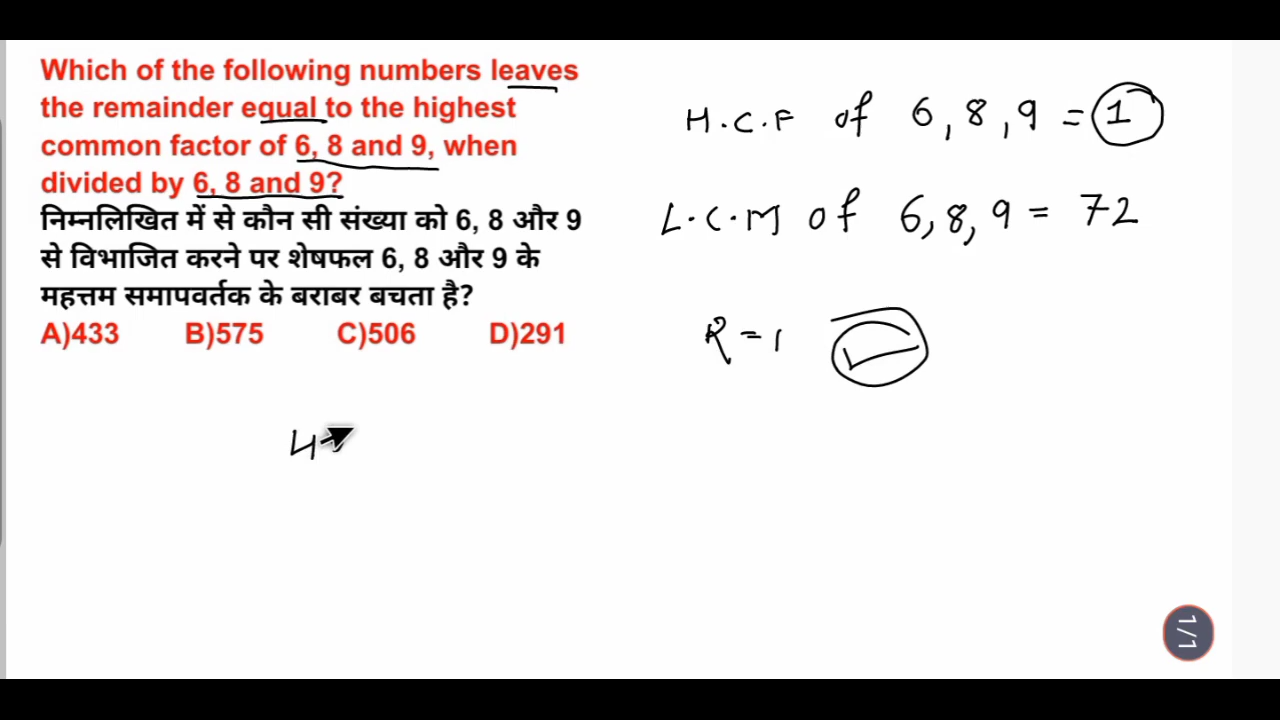 Which of the following numbers leaves
the remainder equal to the highest
common factor of 6, 8 and 9, when
divided by 6, 8 and 9?
निम्नलिखित में से कौन सी संख्या को 6, 8 और 9
से विभाजित करने पर शेषफल 6, 8 और 9 के
महत्तम समापवर्तक के बराबर बचता है?
A)433 B)575 C)506 D)291
H.C.F of 6, 8, 9 = 1
L.C.M of 6, 8, 9 = 72
R = 1
4
1/1